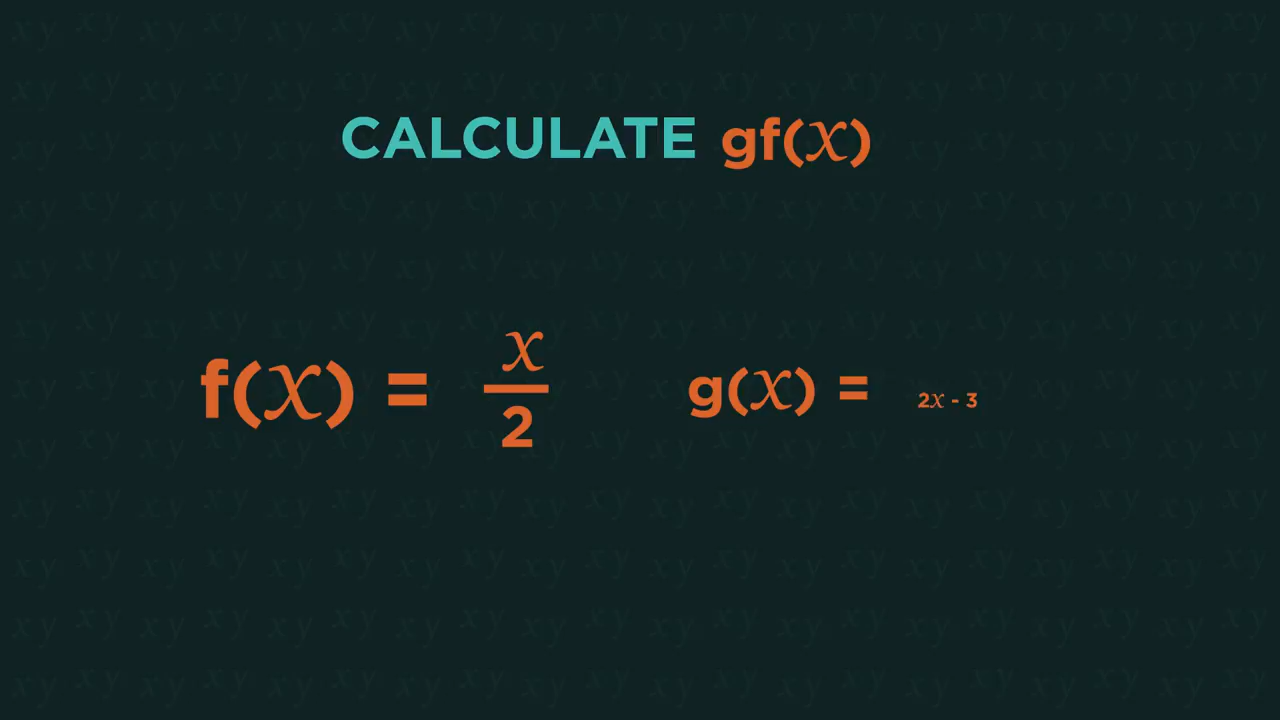 CALCULATE gf(x)
f(x) = x/2 g(x) = 2x - 3